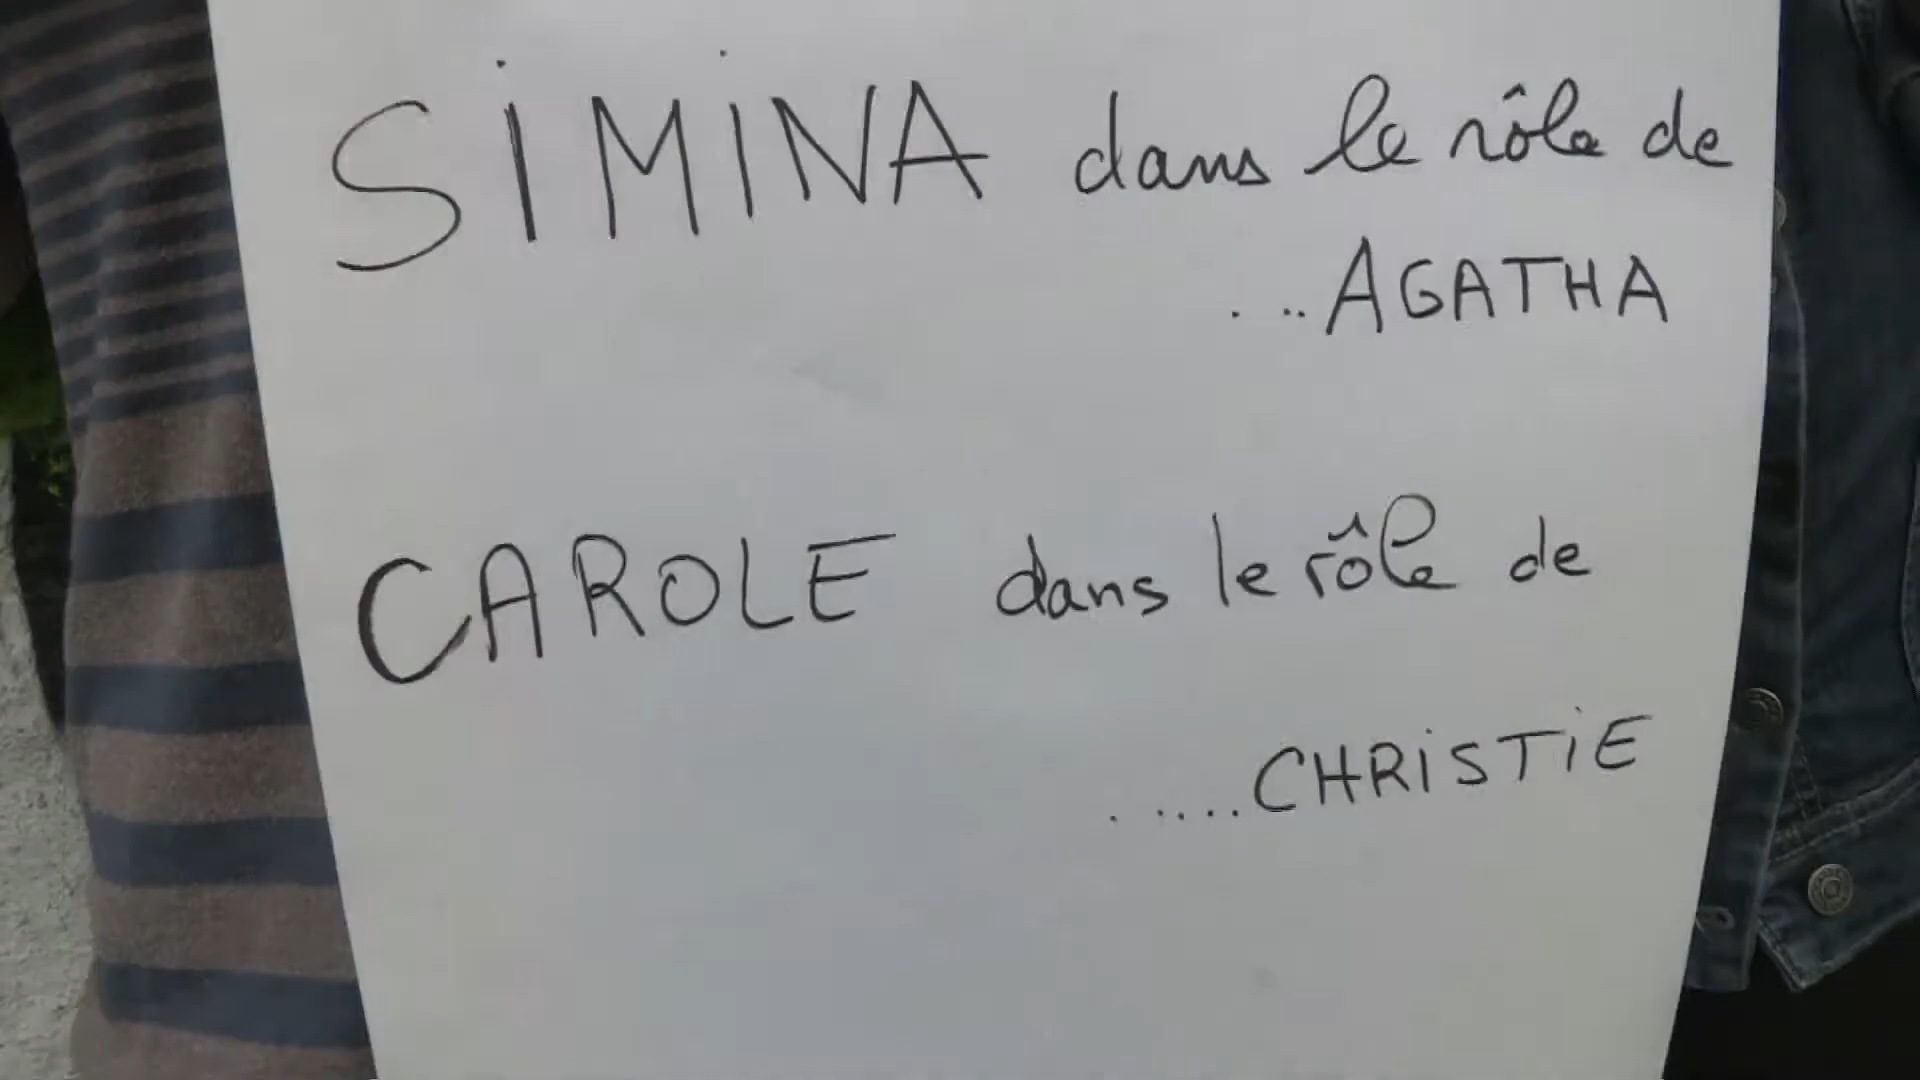 SIMINA dans le rôle de
...AGATHA
CAROLE dans le rôle de
.....CHRISTIE